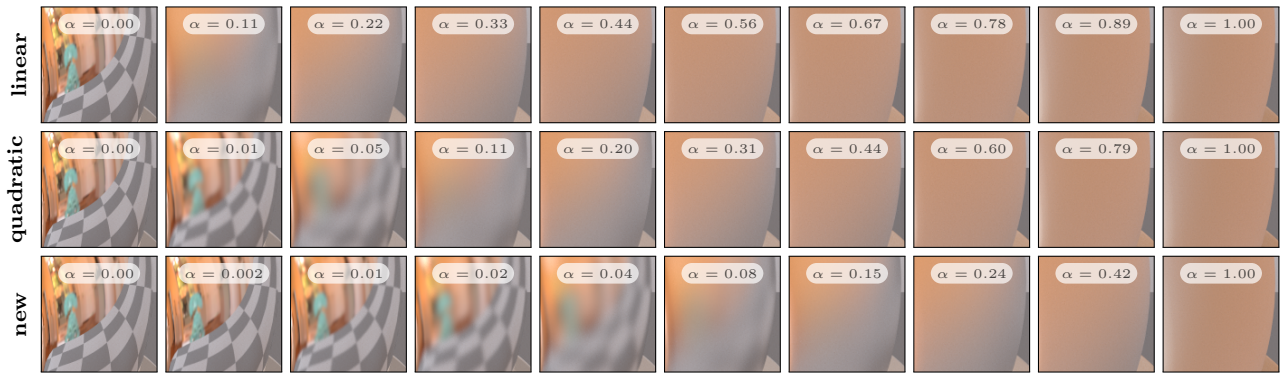 linear α = 0.00 α = 0.11 α = 0.22 α = 0.33 α = 0.44 α = 0.56 α = 0.67 α = 0.78 α = 0.89 α = 1.00
quadratic α = 0.00 α = 0.01 α = 0.05 α = 0.11 α = 0.20 α = 0.31 α = 0.44 α = 0.60 α = 0.79 α = 1.00
new α = 0.00 α = 0.002 α = 0.01 α = 0.02 α = 0.04 α = 0.08 α = 0.15 α = 0.24 α = 0.42 α = 1.00